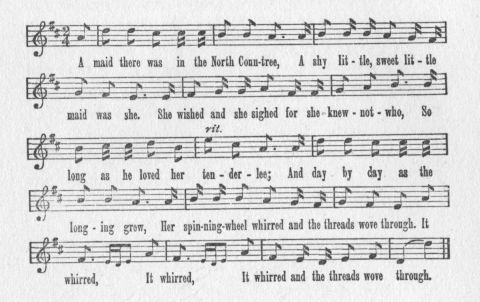 A maid there was in the North Coun-tree, A shy lit-tle, sweet lit-tle
maid was she. She wished and she sighed for she-knew-not-who, So
rit.
long as he loved her ten-der-lee; And day by day as the
long-ing grew, Her spin-ning-wheel whirred and the threads wove through. It
whirred, It whirred, It whirred and the threads wove through.